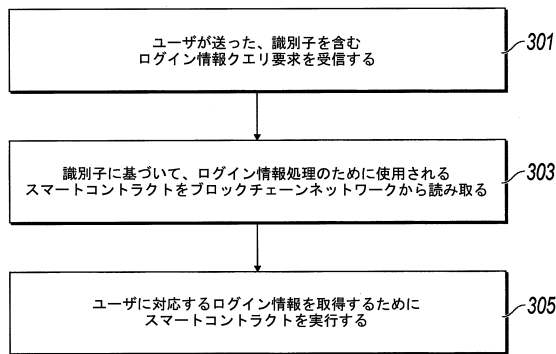 ユーザが送った、識別子を含む
ログイン情報クエリ要求を受信する
301
識別子に基づいて、ログイン情報処理のために使用される
スマートコントラクトをブロックチェーンネットワークから読み取る
303
ユーザに対応するログイン情報を取得するために
スマートコントラクトを実行する
305